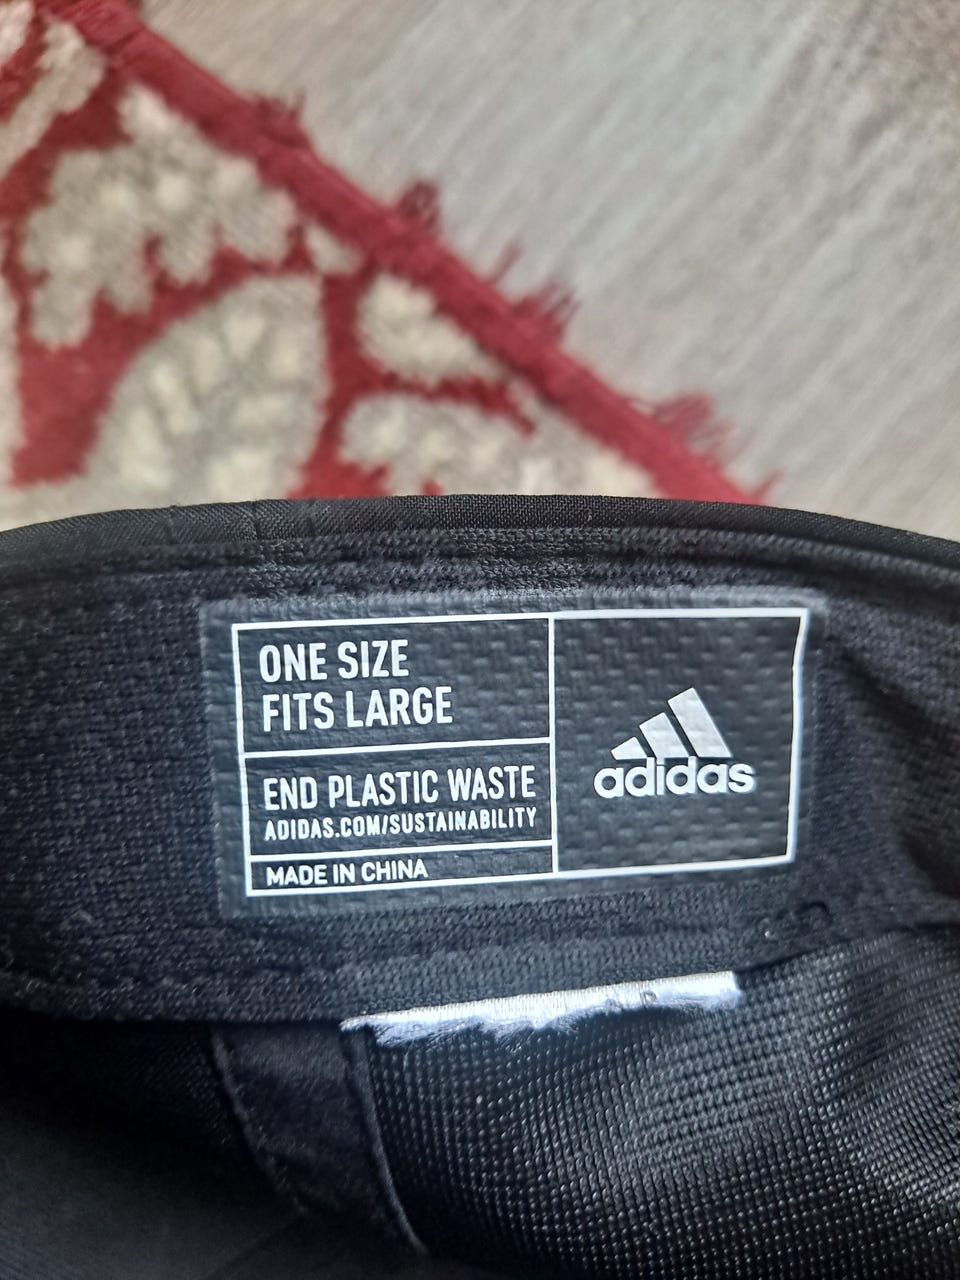 ONE SIZE
FITS LARGE
END PLASTIC WASTE
ADIDAS.COM/SUSTAINABILITY
MADE IN CHINA
adidas